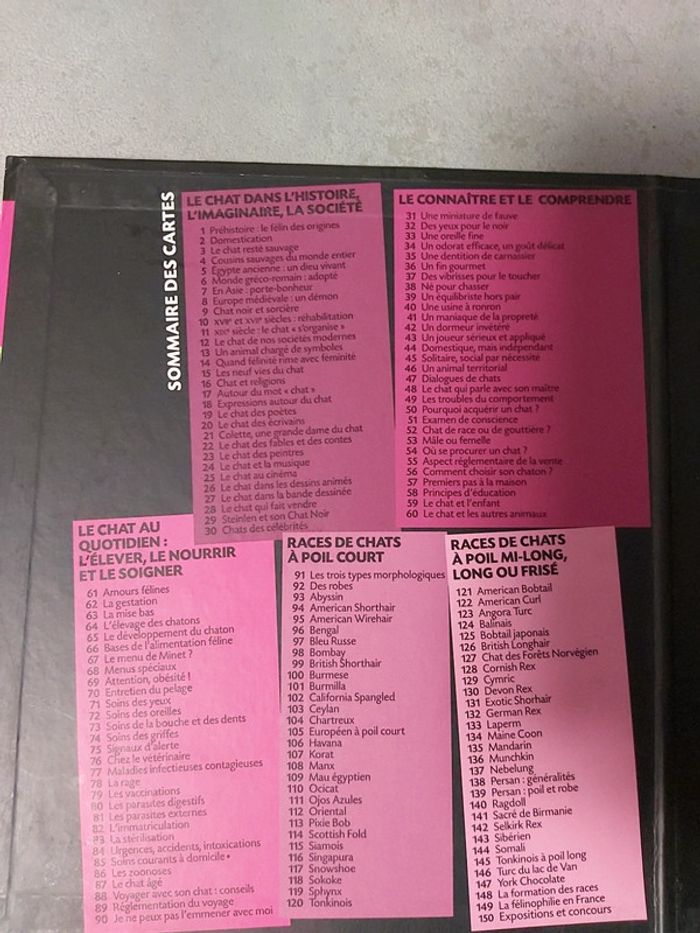 SOMMAIRE DES CARTES
LE CHAT DANS L'HISTOIRE,
L'IMAGINAIRE, LA SOCIÉTÉ
1 Préhistoire : le félin des origines
2 Domestication
3 Le chat resté sauvage
4 Cousins sauvages du monde entier
5 Égypte ancienne : un dieu vivant
6 Monde gréco-romain : adopté
7 En Asie : porte-bonheur
8 Europe médiévale : un démon
9 Chat noir et sorcière
10 XVIIe et XVIIIe siècles : réhabilitation
11 XIXe siècle : le chat « s'organise »
12 Le chat de nos sociétés modernes
13 Un animal chargé de symboles
14 Quand félinité rime avec féminité
15 Les neuf vies du chat
16 Chat et religions
17 Autour du mot « chat »
18 Expressions autour du chat
19 Le chat des poètes
20 Le chat des écrivains
21 Colette, une grande dame du chat
22 Le chat des fables et des contes
23 Le chat des peintres
24 Le chat et la musique
25 Le chat au cinéma
26 Le chat dans les dessins animés
27 Le chat dans la bande dessinée
28 Le chat qui fait vendre
29 Steinlen et son Chat Noir
30 Chats des célébrités
LE CONNAÎTRE ET LE COMPRENDRE
31 Une miniature de fauve
32 Des yeux pour le noir
33 Une oreille fine
34 Un odorat efficace, un goût délicat
35 Une dentition de carnassier
36 Un fin gourmet
37 Des vibrisses pour le toucher
38 Né pour chasser
39 Un équilibriste hors pair
40 Une usine à ronron
41 Un maniaque de la propreté
42 Un dormeur invétéré
43 Un joueur sérieux et appliqué
44 Domestique, mais indépendant
45 Solitaire, social par nécessité
46 Un animal territorial
47 Dialogues de chats
48 Le chat qui parle avec son maître
49 Les troubles du comportement
50 Pourquoi acquérir un chat ?
51 Examen de conscience
52 Chat de race ou de gouttière ?
53 Mâle ou femelle
54 Où se procurer un chat ?
55 Aspect réglementaire de la vente
56 Comment choisir son chaton ?
57 Premiers pas à la maison
58 Principes d'éducation
59 Le chat et l'enfant
60 Le chat et les autres animaux
LE CHAT AU
QUOTIDIEN :
L'ÉLEVER, LE NOURRIR
ET LE SOIGNER
61 Amours félines
62 La gestation
63 La mise bas
64 L'élevage des chatons
65 Le développement du chaton
66 Bases de l'alimentation féline
67 Le menu de Minet ?
68 Menus spéciaux
69 Attention, obésité !
70 Entretien du pelage
71 Soins des yeux
72 Soins des oreilles
73 Soins de la bouche et des dents
74 Soins des griffes
75 Signaux d'alerte
76 Chez le vétérinaire
77 Maladies infectieuses contagieuses
78 La rage
79 Les vaccinations
80 Les parasites digestifs
81 Les parasites externes
82 L'immatriculation
83 La stérilisation
84 Urgences, accidents, intoxications
85 Soins courants à domicile
86 Les zoonoses
87 Le chat âgé
88 Voyager avec son chat : conseils
89 Réglementation du voyage
90 Je ne peux pas l'emmener avec moi
RACES DE CHATS
À POIL COURT
91 Les trois types morphologiques
92 Des robes
93 Abyssin
94 American Shorthair
95 American Wirehair
96 Bengal
97 Bleu Russe
98 Bombay
99 British Shorthair
100 Burmese
101 Burmilla
102 California Spangled
103 Ceylan
104 Chartreux
105 Européen à poil court
106 Havana
107 Korat
108 Manx
109 Mau égyptien
110 Ocicat
111 Ojos Azules
112 Oriental
113 Pixie Bob
114 Scottish Fold
115 Siamois
116 Singapura
117 Snowshoe
118 Sokoke
119 Sphynx
120 Tonkinois
RACES DE CHATS
À POIL MI-LONG,
LONG OU FRISÉ
121 American Bobtail
122 American Curl
123 Angora Turc
124 Balinais
125 Bobtail japonais
126 British Longhair
127 Chat des Forêts Norvégien
128 Cornish Rex
129 Cymric
130 Devon Rex
131 Exotic Shorhair
132 German Rex
133 Laperm
134 Maine Coon
135 Mandarin
136 Munchkin
137 Nebelung
138 Persan : généralités
139 Persan : poil et robe
140 Ragdoll
141 Sacré de Birmanie
142 Selkirk Rex
143 Sibérien
144 Somali
145 Tonkinois à poil long
146 Turc du lac de Van
147 York Chocolate
148 La formation des races
149 La félinophilie en France
150 Expositions et concours